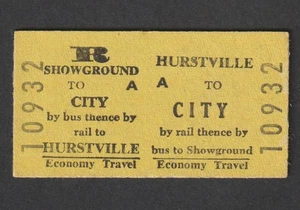 10932
R
SHOWGROUND
TO A
CITY
by bus thence by
rail to
HURSTVILLE
Economy Travel
HURSTVILLE
A TO
CITY
by rail thence by
bus to Showground
Economy Travel
10932